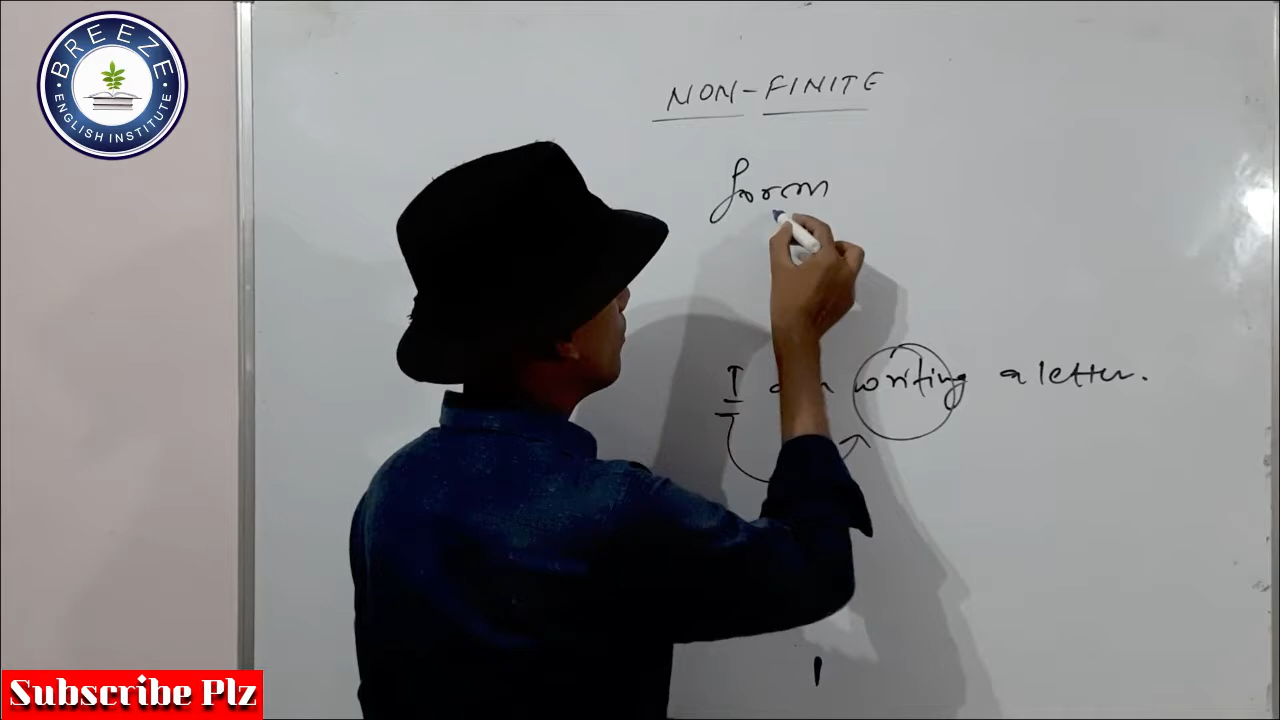 BREEZE
ENGLISH INSTITUTE
NON-FINITE
form
I writing a letter.
Subscribe Plz